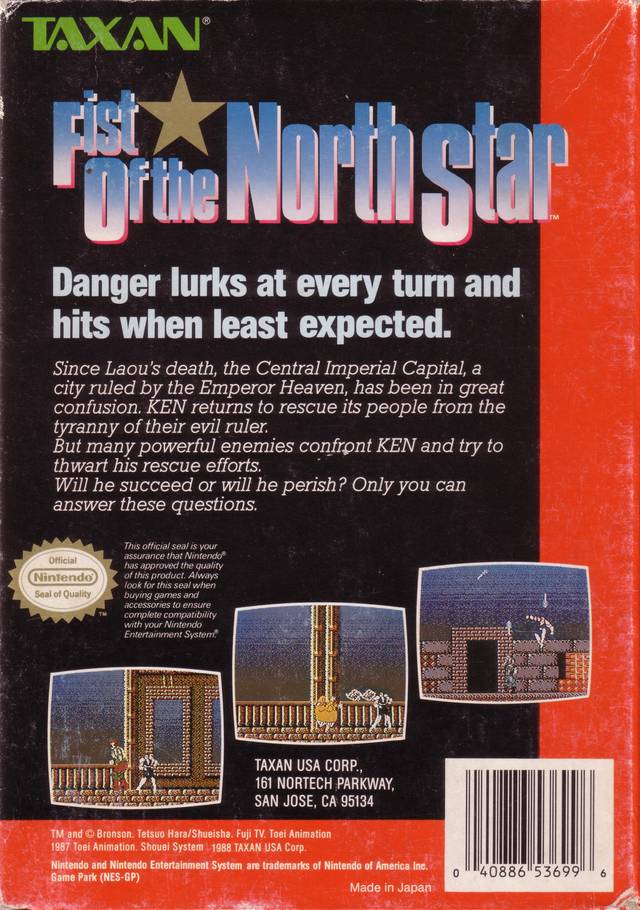 TAXAN®
Fist
Of the North Star™
Danger lurks at every turn and
hits when least expected.
Since Laou's death, the Central Imperial Capital, a
city ruled by the Emperor Heaven, has been in great
confusion. KEN returns to rescue its people from the
tyranny of their evil ruler.
But many powerful enemies confront KEN and try to
thwart his rescue efforts.
Will he succeed or will he perish? Only you can
answer these questions.
Official
Nintendo®
Seal of Quality
TM
This official seal is your
assurance that Nintendo®
has approved the quality
of this product. Always
look for this seal when
buying games and
accessories to ensure
complete compatibility
with your Nintendo
Entertainment System®.
TAXAN USA CORP.,
161 NORTECH PARKWAY,
SAN JOSE, CA 95134
TM and © Bronson. Tetsuo Hara/Shueisha. Fuji TV. Toei Animation
1987 Toei Animation. Shouei System 1988 TAXAN USA Corp.
Nintendo and Nintendo Entertainment System are trademarks of Nintendo of America Inc.
Game Park (NES-GP)
Made in Japan
0 40886 53699 6